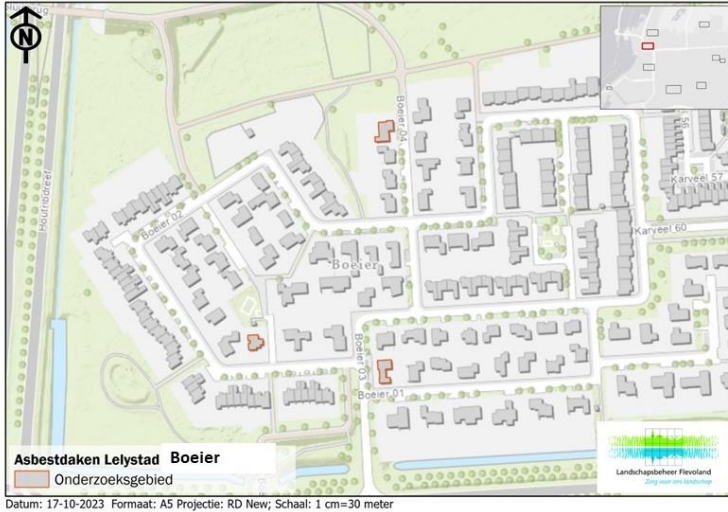 N
Houtribdreef
Boeier 04
56
Karveel 57
Boeier 02
Karveel 60
Boeier
Boeier 03
Boeier 01
Asbestdaken Lelystad Boeier
Onderzoeksgebied
Landschapsbeheer Flevoland
Zorg voor ons landschap
Datum: 17-10-2023 Formaat: A5 Projectie: RD New; Schaal: 1 cm=30 meter